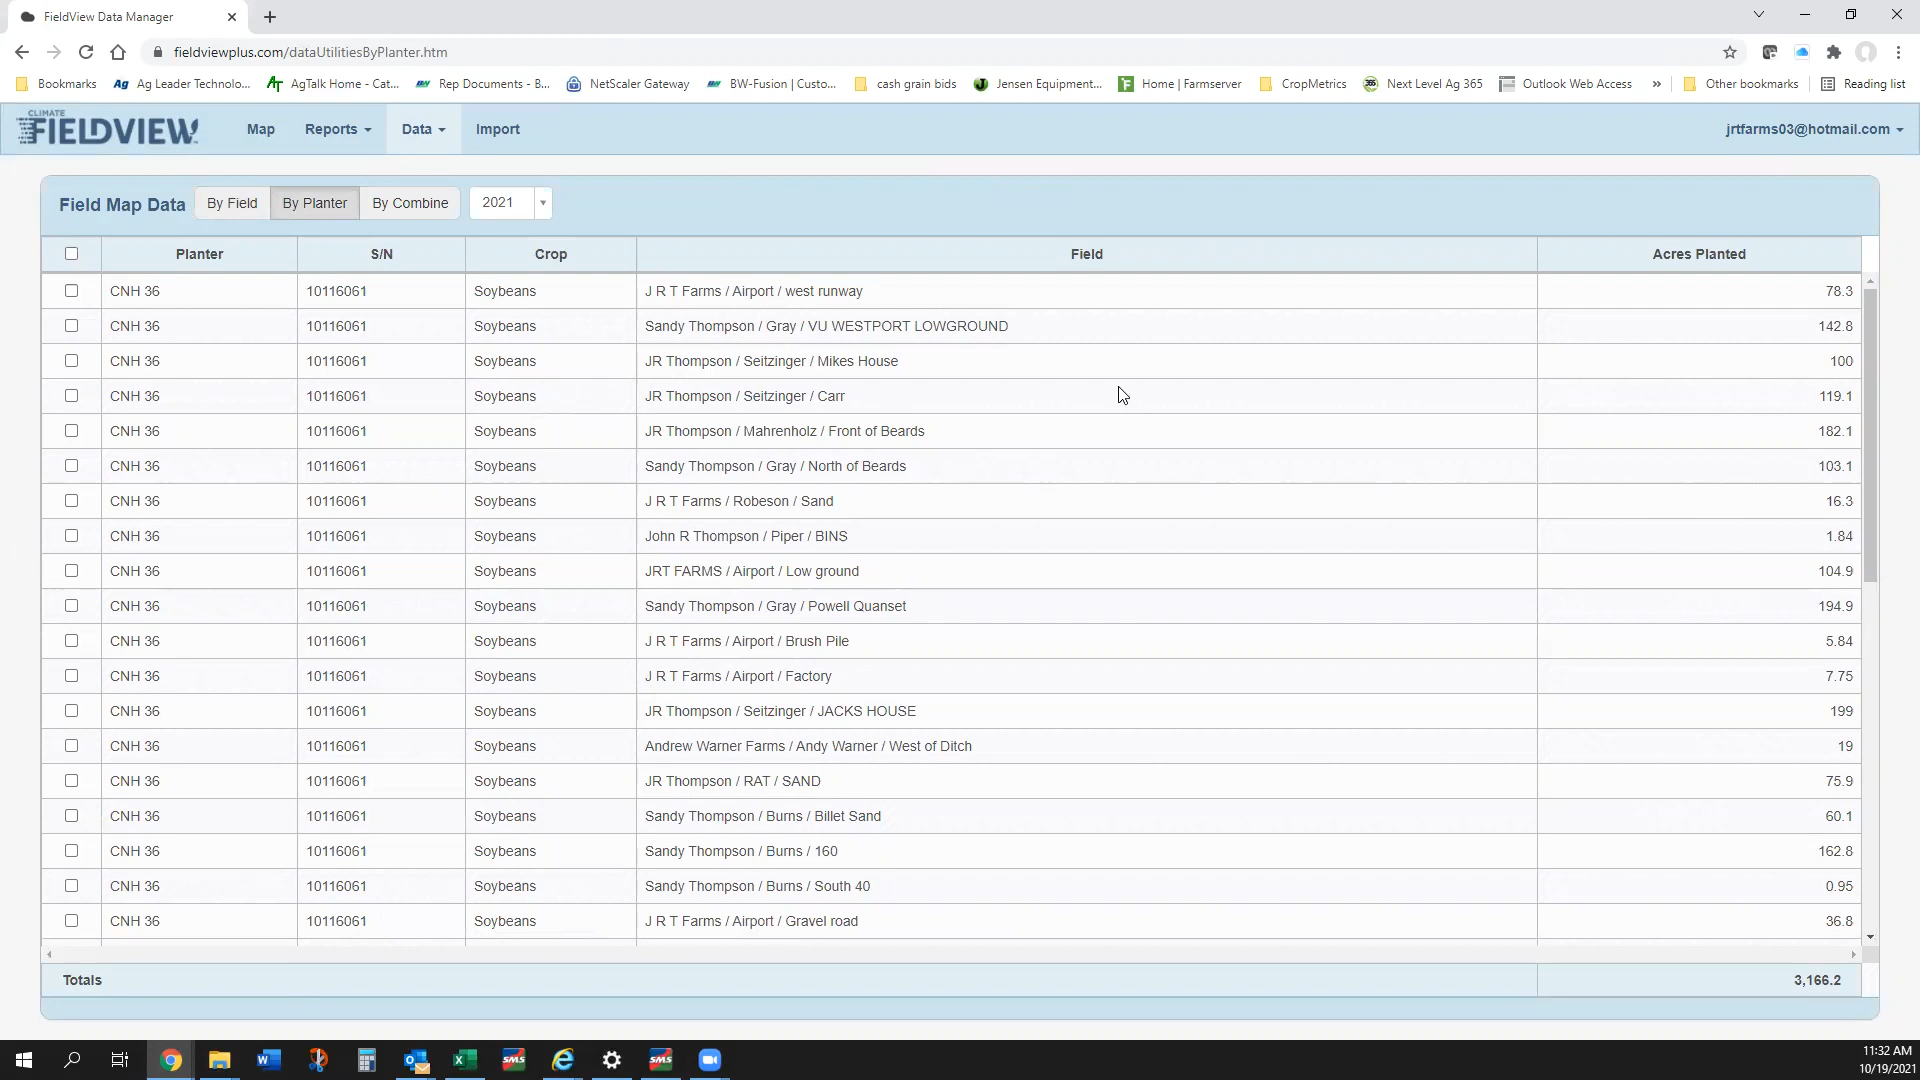 FieldView Data Manager
fieldviewplus.com/dataUtilitiesByPlanter.htm
Bookmarks Ag Leader Technolo... AgTalk Home - Cat... Rep Documents - B... NetScaler Gateway BW-Fusion | Custo... cash grain bids Jensen Equipment... Home | Farmserver CropMetrics Next Level Ag 365 Outlook Web Access » Other bookmarks Reading list
CLIMATE
FIELDVIEW Map Reports Data Import jrtfarms03@hotmail.com
Field Map Data By Field By Planter By Combine 2021
Planter S/N Crop Field Acres Planted
CNH 36 10116061 Soybeans J R T Farms / Airport / west runway 78.3
CNH 36 10116061 Soybeans Sandy Thompson / Gray / VU WESTPORT LOWGROUND 142.8
CNH 36 10116061 Soybeans JR Thompson / Seitzinger / Mikes House 100
CNH 36 10116061 Soybeans JR Thompson / Seitzinger / Carr 119.1
CNH 36 10116061 Soybeans JR Thompson / Mahrenholz / Front of Beards 182.1
CNH 36 10116061 Soybeans Sandy Thompson / Gray / North of Beards 103.1
CNH 36 10116061 Soybeans J R T Farms / Robeson / Sand 16.3
CNH 36 10116061 Soybeans John R Thompson / Piper / BINS 1.84
CNH 36 10116061 Soybeans JRT FARMS / Airport / Low ground 104.9
CNH 36 10116061 Soybeans Sandy Thompson / Gray / Powell Quanset 194.9
CNH 36 10116061 Soybeans J R T Farms / Airport / Brush Pile 5.84
CNH 36 10116061 Soybeans J R T Farms / Airport / Factory 7.75
CNH 36 10116061 Soybeans JR Thompson / Seitzinger / JACKS HOUSE 199
CNH 36 10116061 Soybeans Andrew Warner Farms / Andy Warner / West of Ditch 19
CNH 36 10116061 Soybeans JR Thompson / RAT / SAND 75.9
CNH 36 10116061 Soybeans Sandy Thompson / Burns / Billet Sand 60.1
CNH 36 10116061 Soybeans Sandy Thompson / Burns / 160 162.8
CNH 36 10116061 Soybeans Sandy Thompson / Burns / South 40 0.95
CNH 36 10116061 Soybeans J R T Farms / Airport / Gravel road 36.8
Totals 3,166.2
11:32 AM
10/19/2021